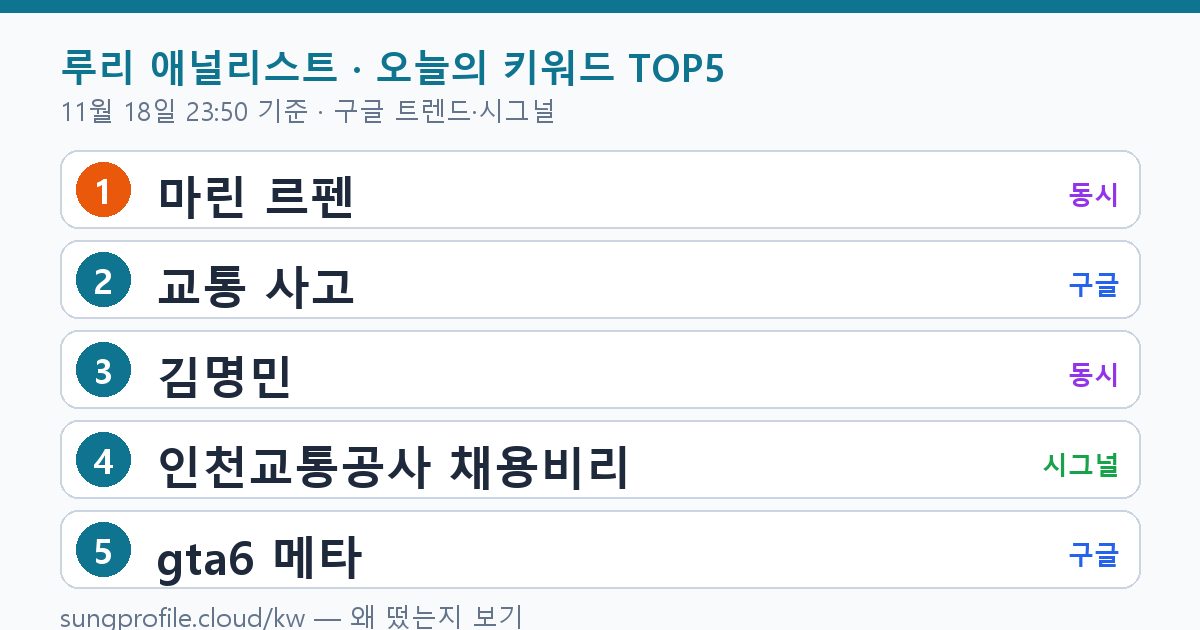 루리 애널리스트 · 오늘의 키워드 TOP5
11월 18일 23:50 기준 · 구글 트렌드·시그널
1 마린 르펜 동시
2 교통 사고 구글
3 김명민 동시
4 인천교통공사 채용비리 시그널
5 gta6 메타 구글
sungprofile.cloud/kw — 왜 떴는지 보기